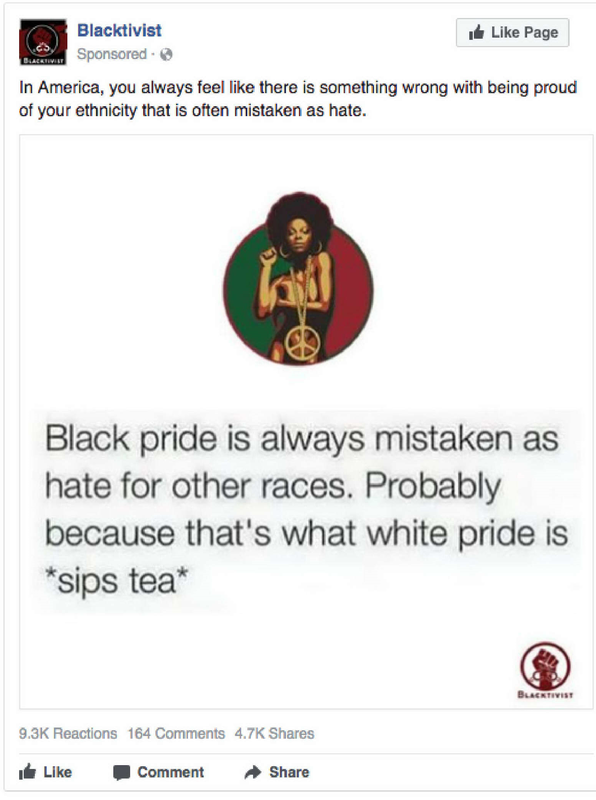 Blacktivist
Like Page
Sponsored ·
BLACKTIVIST
In America, you always feel like there is something wrong with being proud
of your ethnicity that is often mistaken as hate.
Black pride is always mistaken as
hate for other races. Probably
because that's what white pride is
*sips tea*
BLACKTIVIST
9.3K Reactions 164 Comments 4.7K Shares
Like Comment Share